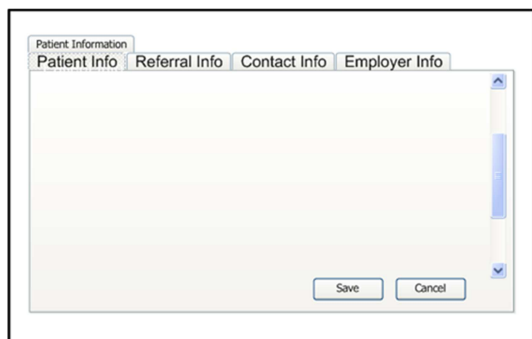 Patient Information
Patient Info Referral Info Contact Info Employer Info
Save Cancel